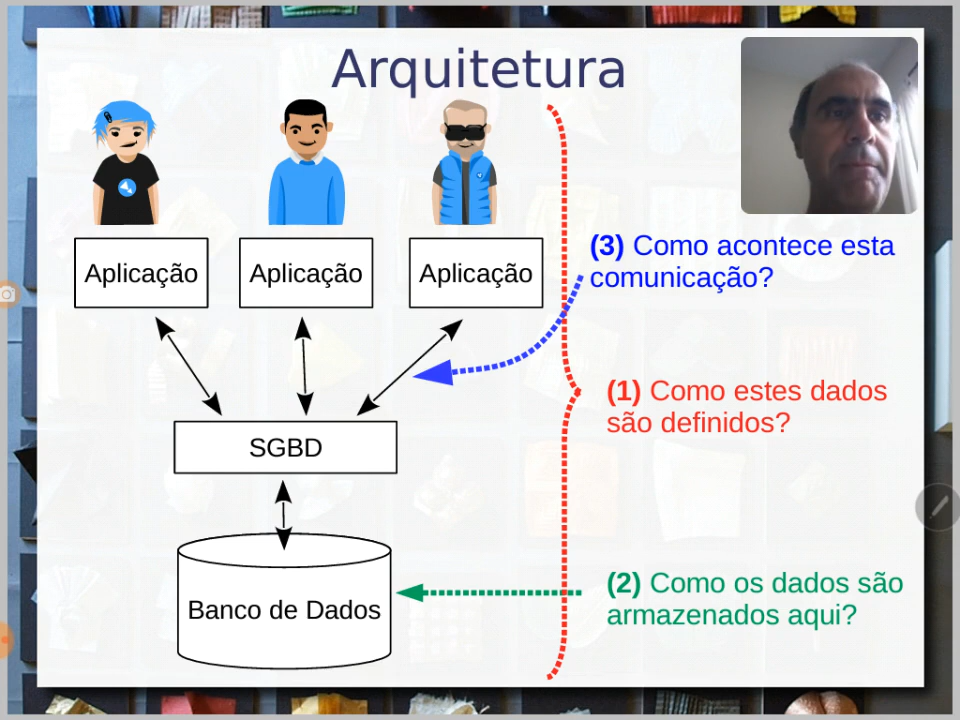 Arquitetura
Aplicação
Aplicação
Aplicação
(3) Como acontece esta
comunicação?
(1) Como estes dados
são definidos?
SGBD
Banco de Dados
(2) Como os dados são
armazenados aqui?